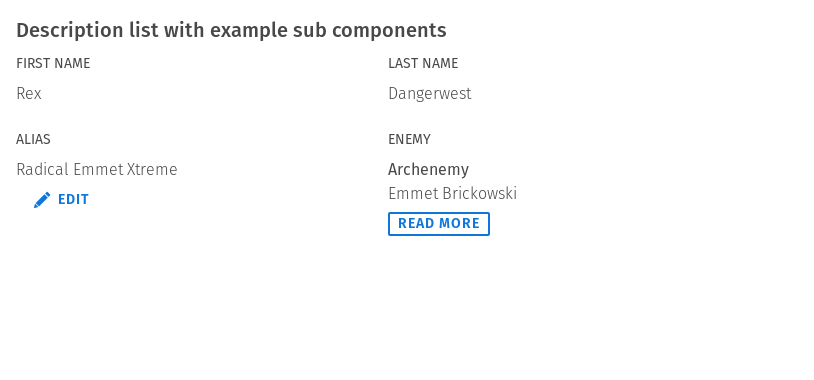 Description list with example sub components
FIRST NAME
Rex
LAST NAME
Dangerwest
ALIAS
Radical Emmet Xtreme
EDIT
ENEMY
Archenemy
Emmet Brickowski
READ MORE